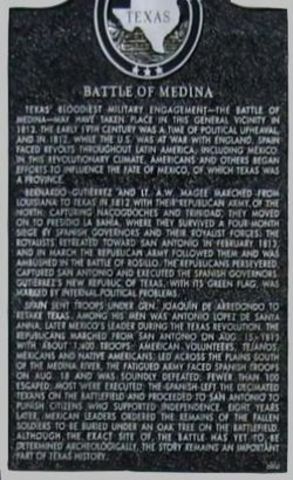 TEXAS
BATTLE OF MEDINA
TEXAS' BLOODIEST MILITARY ENGAGEMENT—THE BATTLE OF
MEDINA—MAY HAVE TAKEN PLACE IN THIS GENERAL VICINITY IN
1813. THE EARLY 19TH CENTURY WAS A TIME OF POLITICAL UPHEAVAL,
AND IN 1812, WHILE THE U.S. WAS AT WAR WITH ENGLAND, SPAIN
FACED REVOLTS THROUGHOUT LATIN AMERICA, INCLUDING MEXICO.
IN THIS REVOLUTIONARY CLIMATE, AMERICANS AND OTHERS BEGAN
EFFORTS TO INFLUENCE THE FATE OF MEXICO, OF WHICH TEXAS WAS
A PROVINCE.
BERNARDO GUTIÉRREZ AND LT. A.W. MAGEE MARCHED FROM
LOUISIANA TO TEXAS IN 1812 WITH THEIR REPUBLICAN ARMY OF THE
NORTH. CAPTURING NACOGDOCHES AND TRINIDAD, THEY MOVED
ON TO PRESIDIO LA BAHÍA, WHERE THEY SURVIVED A FOUR-MONTH
SIEGE BY SPANISH GOVERNORS AND THEIR ROYALIST FORCES. THE
ROYALISTS RETREATED TOWARD SAN ANTONIO IN FEBRUARY 1813,
AND IN MARCH THE REPUBLICAN ARMY FOLLOWED THEM AND WAS
AMBUSHED IN THE BATTLE OF ROSILLO. THE REPUBLICANS PERSEVERED,
CAPTURED SAN ANTONIO AND EXECUTED THE SPANISH GOVERNORS.
GUTIÉRREZ'S NEW REPUBLIC OF TEXAS, WITH ITS GREEN FLAG, WAS
MARKED BY INTERNAL POLITICAL PROBLEMS.
SPAIN SENT TROOPS UNDER GEN. JOAQUÍN DE ARREDONDO TO
RETAKE TEXAS. AMONG HIS MEN WAS ANTONIO LÓPEZ DE SANTA
ANNA, LATER MEXICO'S LEADER DURING THE TEXAS REVOLUTION. THE
REPUBLICANS MARCHED FROM SAN ANTONIO ON AUG. 15, 1813
WITH ABOUT 1,400 TROOPS: AMERICAN VOLUNTEERS, TEJANOS,
MEXICANS AND NATIVE AMERICANS. LED ACROSS THE PLAINS SOUTH
OF THE MEDINA RIVER, THE FATIGUED ARMY FACED SPANISH TROOPS
ON AUG. 18 AND WAS SOUNDLY DEFEATED. FEWER THAN 100
ESCAPED; MOST WERE EXECUTED. THE SPANISH LEFT THE DECIMATED
TEXANS ON THE BATTLEFIELD AND PROCEEDED TO SAN ANTONIO TO
PUNISH CITIZENS WHO SUPPORTED INDEPENDENCE. EIGHT YEARS
LATER, MEXICAN LEADERS ORDERED THE REMAINS OF THE FALLEN
SOLDIERS TO BE BURIED UNDER AN OAK TREE ON THE BATTLEFIELD.
ALTHOUGH THE EXACT SITE OF THE BATTLE HAS YET TO BE
DETERMINED ARCHEOLOGICALLY, THE STORY REMAINS AN IMPORTANT
PART OF TEXAS HISTORY.